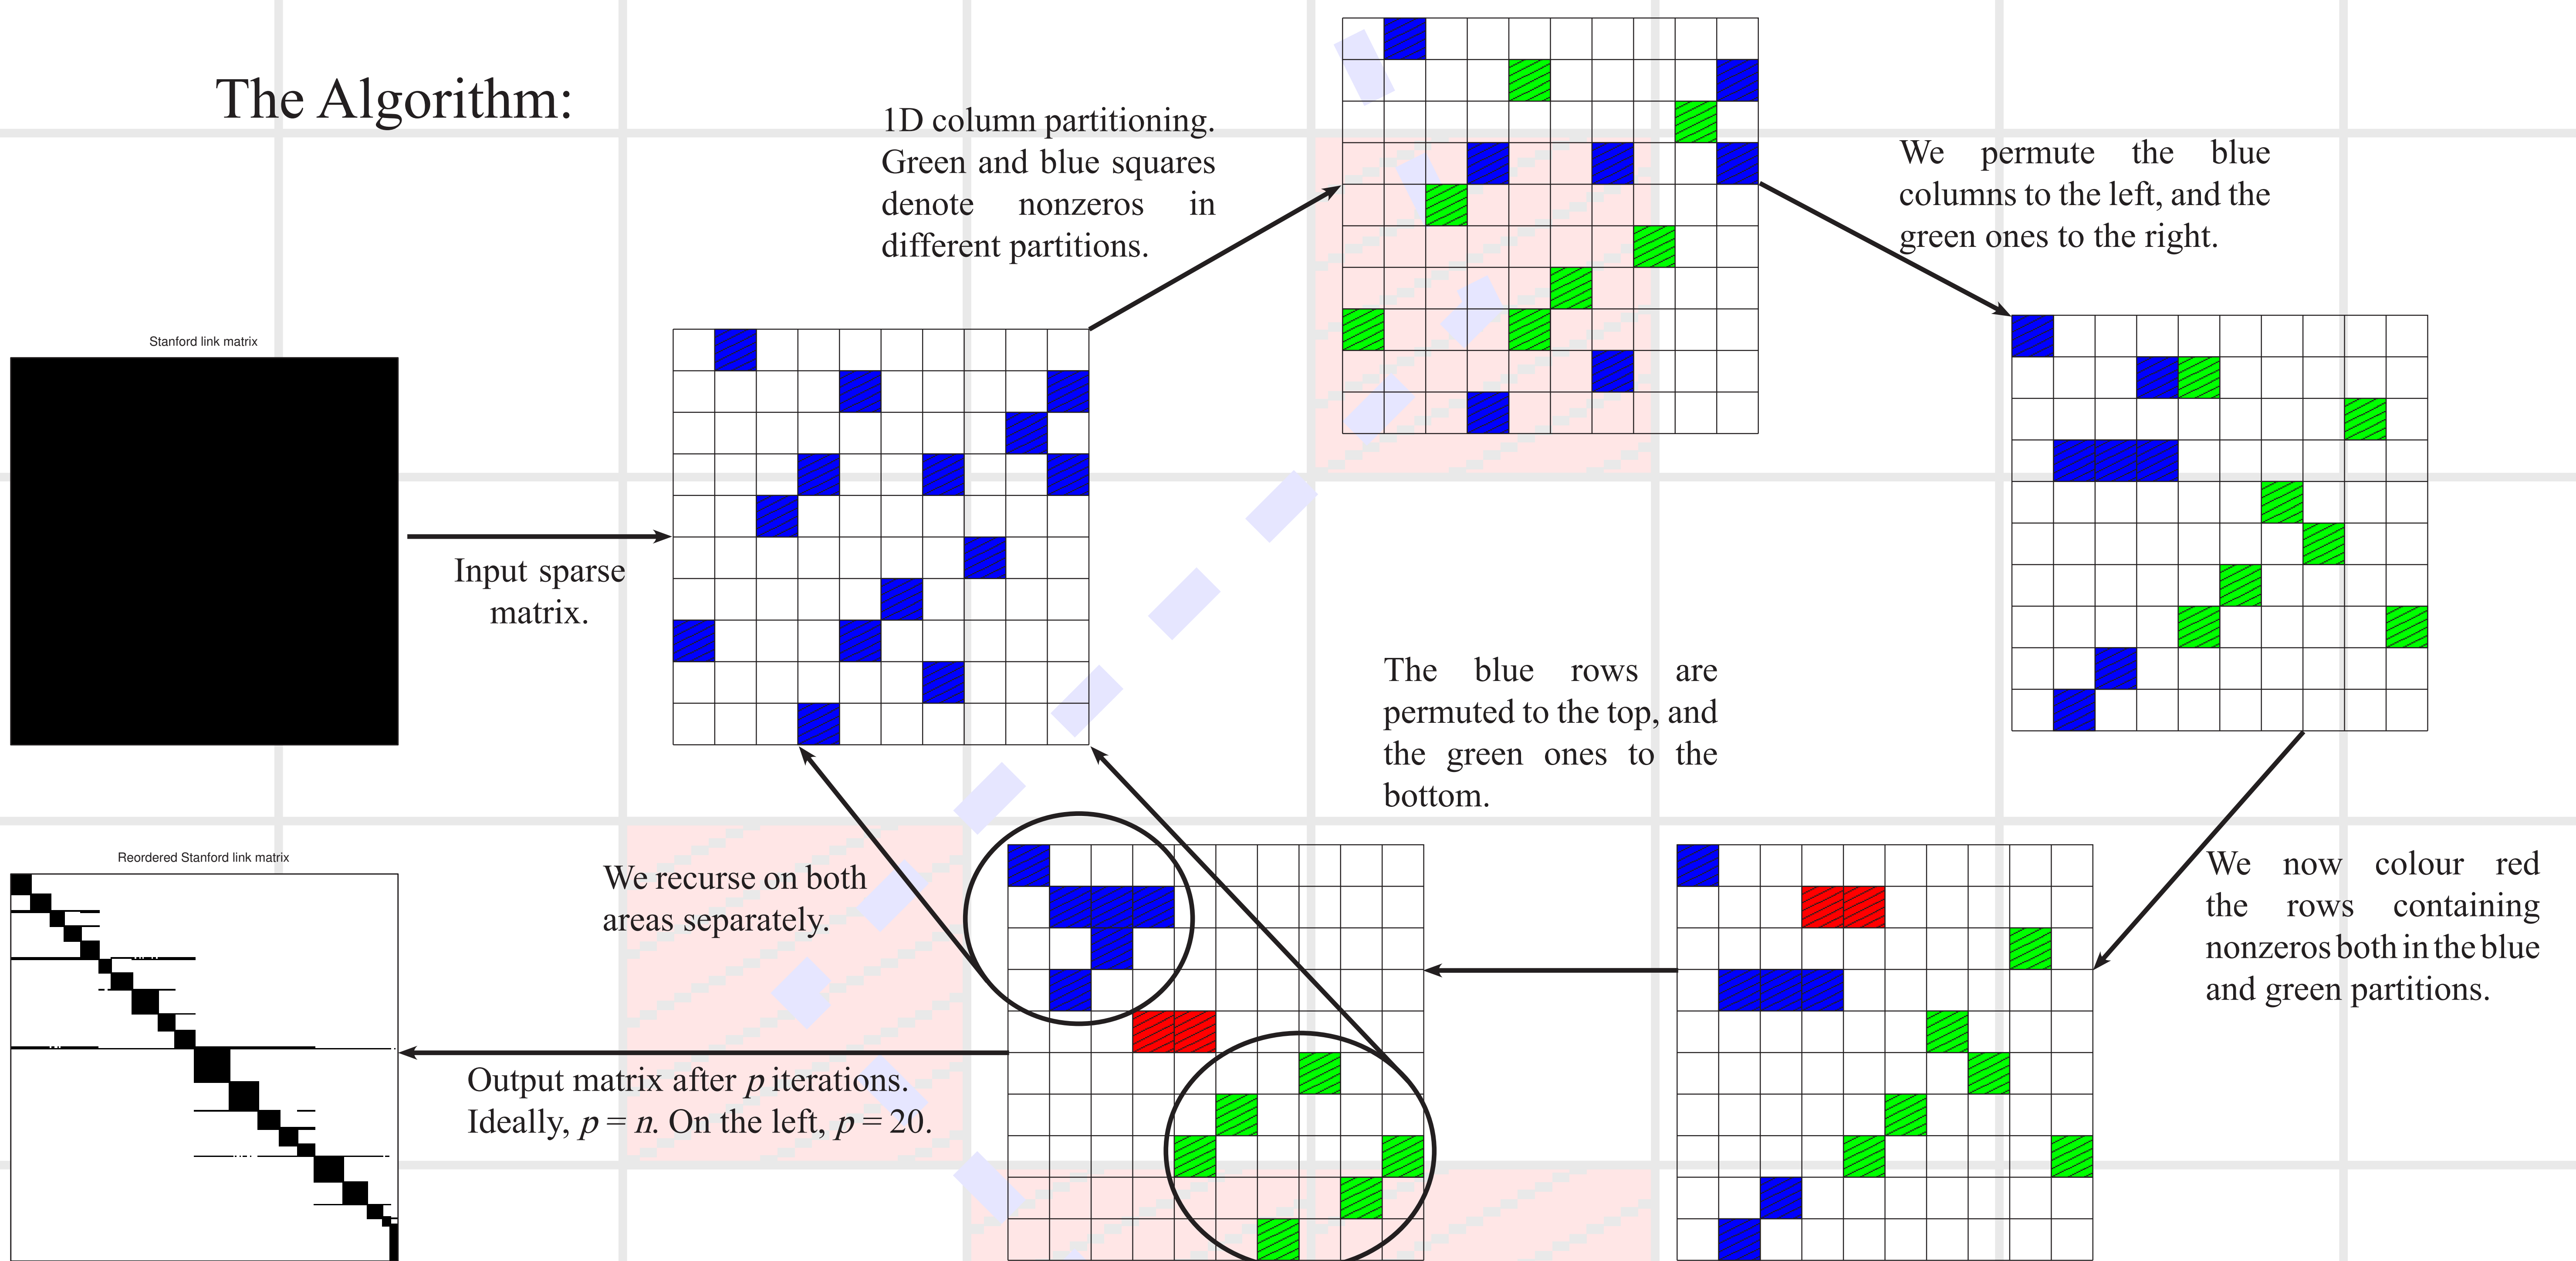 The Algorithm:
1D column partitioning.
Green and blue squares
denote nonzeros in
different partitions.
We permute the blue
columns to the left, and the
green ones to the right.
Stanford link matrix
Input sparse
matrix.
The blue rows are
permuted to the top, and
the green ones to the
bottom.
We now colour red
the rows containing
nonzeros both in the blue
and green partitions.
We recurse on both
areas separately.
Reordered Stanford link matrix
Output matrix after p iterations.
Ideally, p = n. On the left, p = 20.